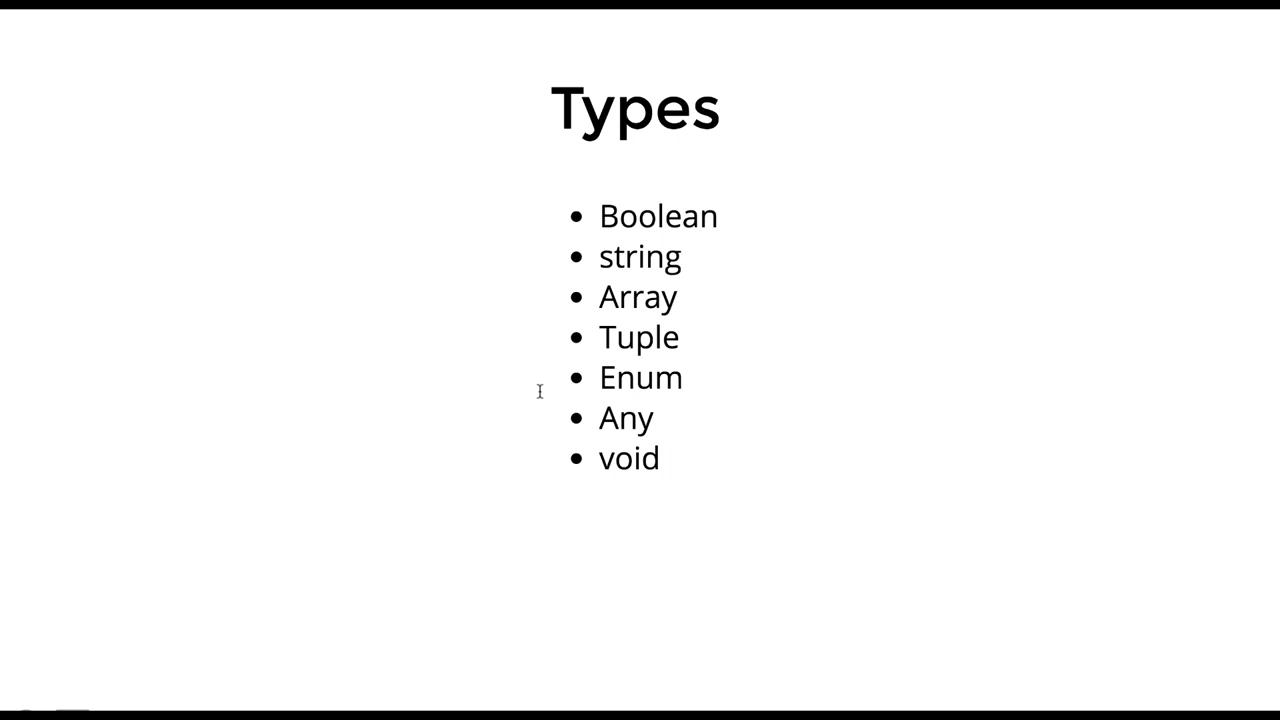 Types
Boolean
string
Array
Tuple
Enum
Any
void